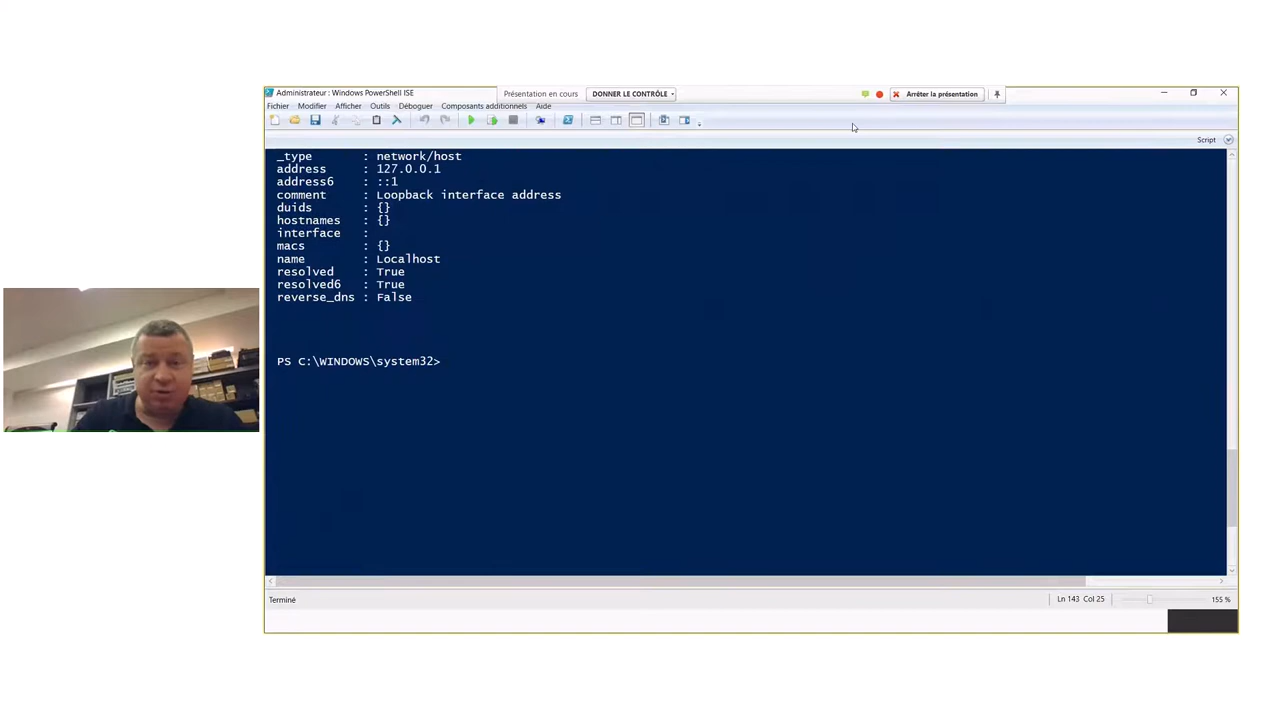 Administrateur : Windows PowerShell ISE
Présentation en cours
DONNER LE CONTRÔLE
Arrêter la présentation
Fichier Modifier Afficher Outils Déboguer Composants additionnels Aide
Script
_type : network/host
address : 127.0.0.1
address6 : ::1
comment : Loopback interface address
duids : {}
hostnames : {}
interface :
macs : {}
name : Localhost
resolved : True
resolved6 : True
reverse_dns : False
PS C:\WINDOWS\system32>
Terminé
Ln 143 Col 25
155 %